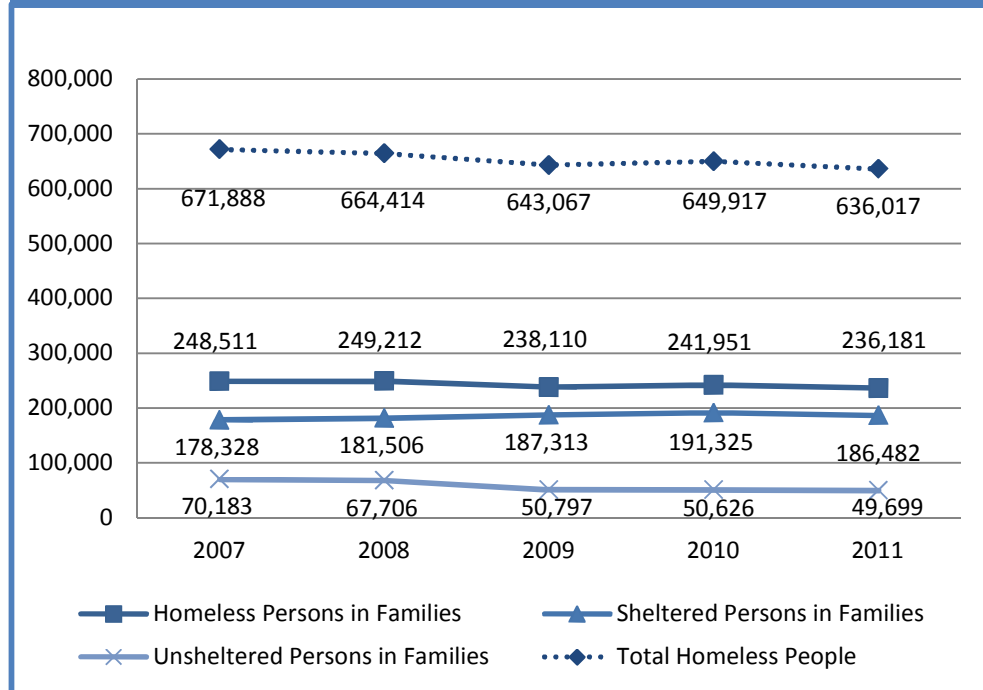 800,000
700,000
600,000
500,000
400,000
300,000
200,000
100,000
0
671,888 664,414 643,067 649,917 636,017
248,511 249,212 238,110 241,951 236,181
178,328 181,506 187,313 191,325 186,482
70,183 67,706 50,797 50,626 49,699
2007 2008 2009 2010 2011
Homeless Persons in Families Sheltered Persons in Families
Unsheltered Persons in Families Total Homeless People